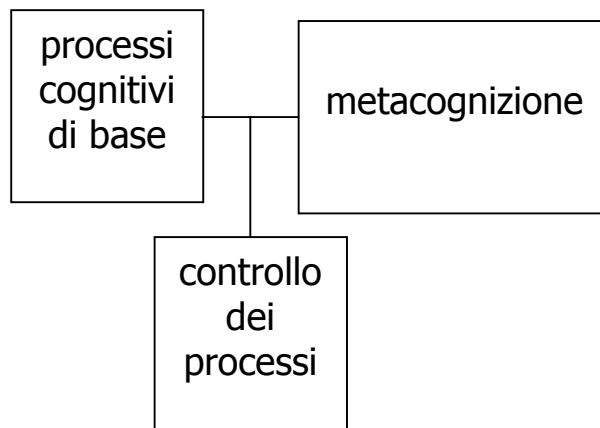 processi
cognitivi
di base
metacognizione
controllo
dei
processi